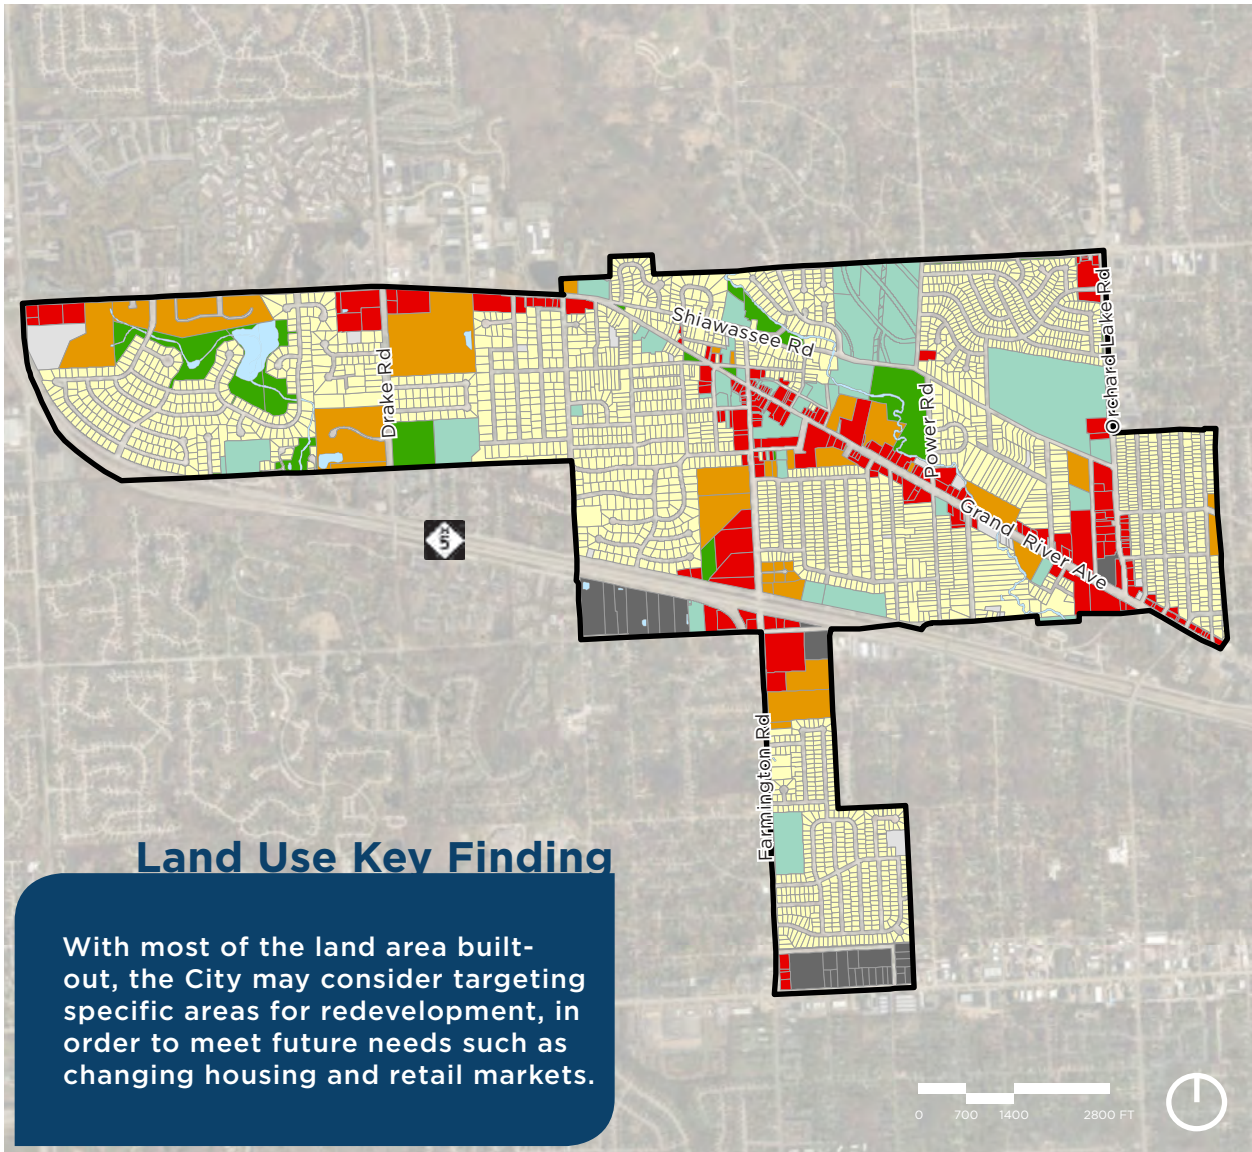 Shiawassee Rd
Orchard Lake Rd
Drake Rd
Power Rd
Grand River Ave
M
5
Farmington Rd
Land Use Key Finding
With most of the land area built-
out, the City may consider targeting
specific areas for redevelopment, in
order to meet future needs such as
changing housing and retail markets.
0 700 1400 2800 FT